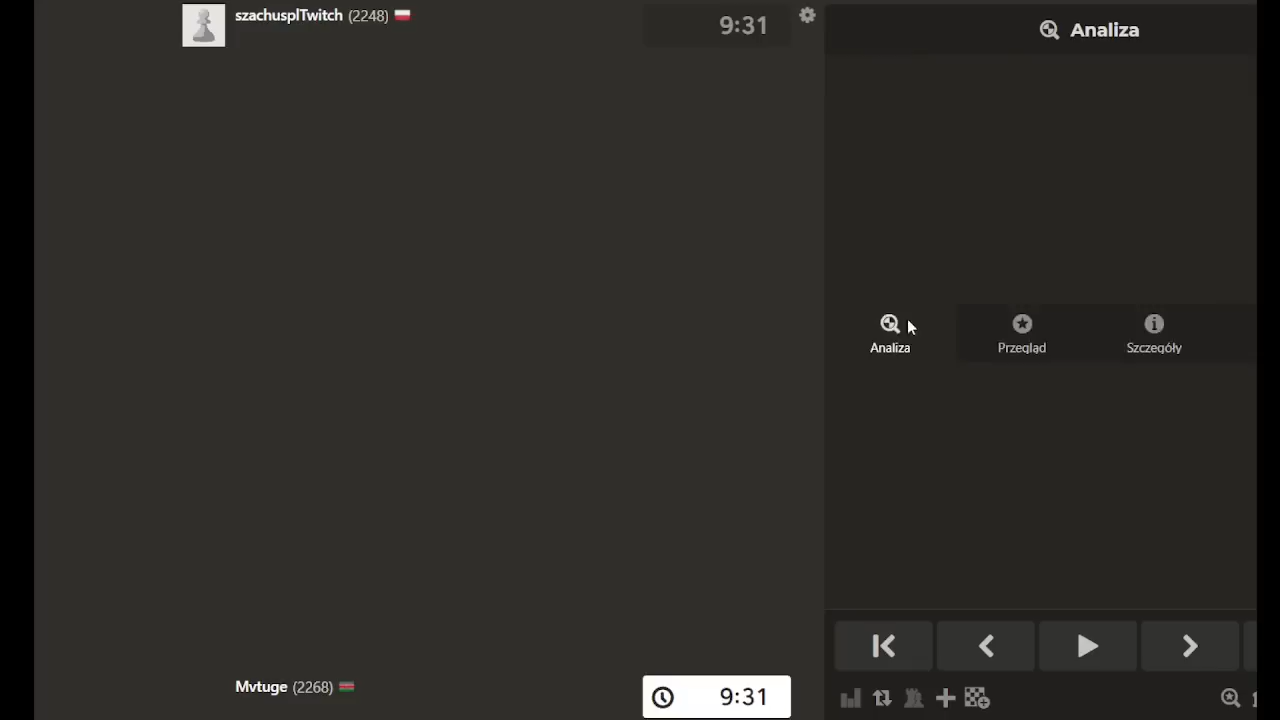 szachusplTwitch (2248)
9:31
Analiza
Analiza
Przegląd
Szczegóły
Mvtuge (2268)
9:31